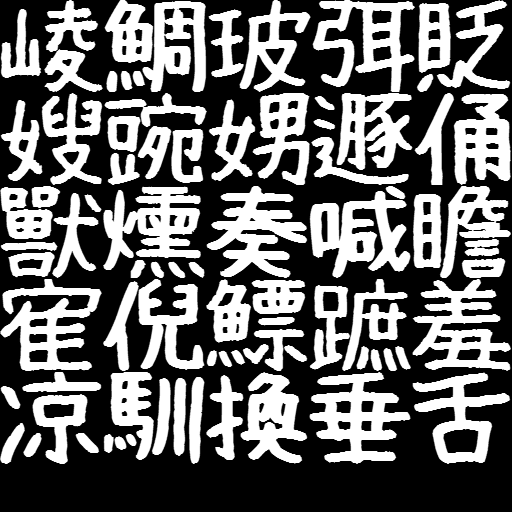 崚鯛玻弭貶
嫂豌娚遯俑
獸燻奏喊瞻
寉倪鰾蹠羞
凉馴換垂舌